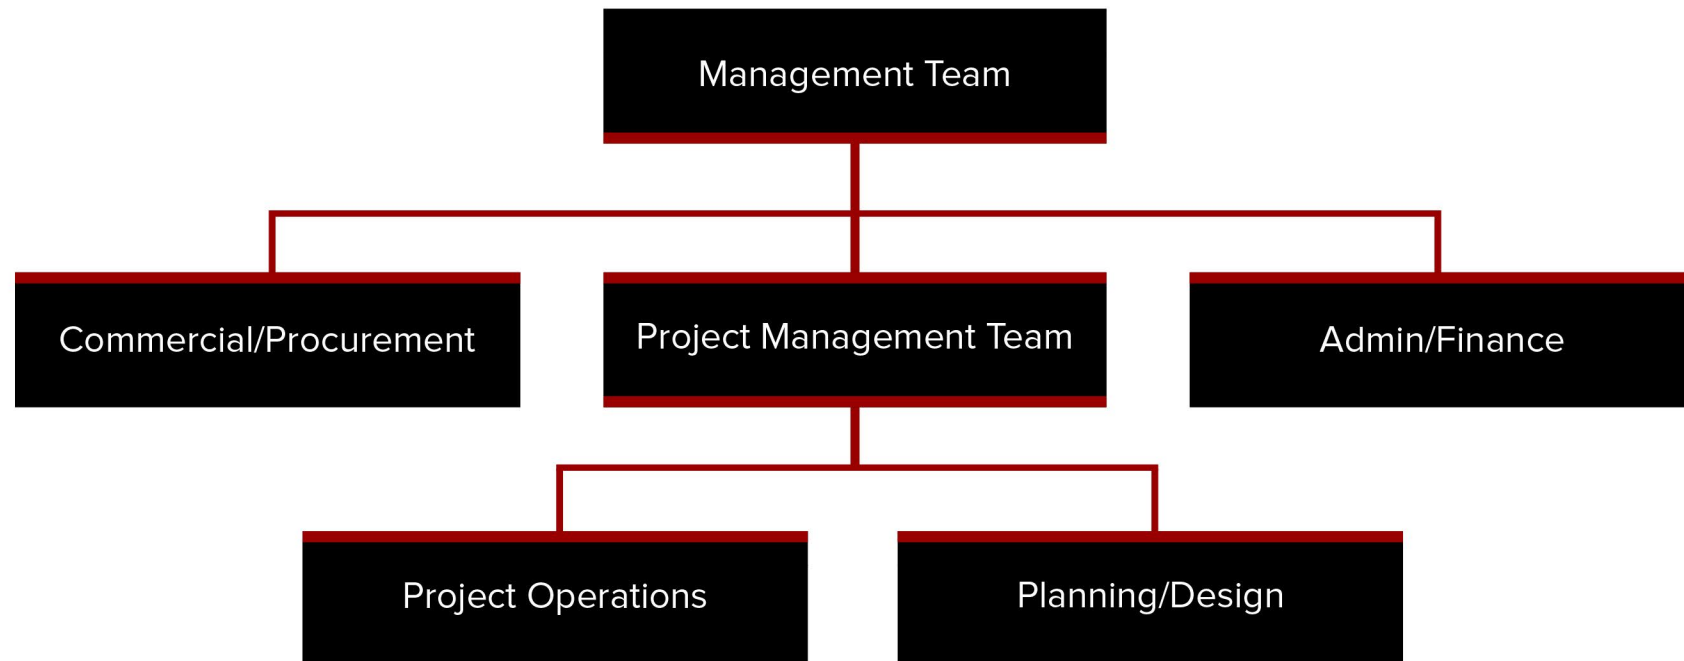 Management Team
Commercial/Procurement
Project Management Team
Admin/Finance
Project Operations
Planning/Design